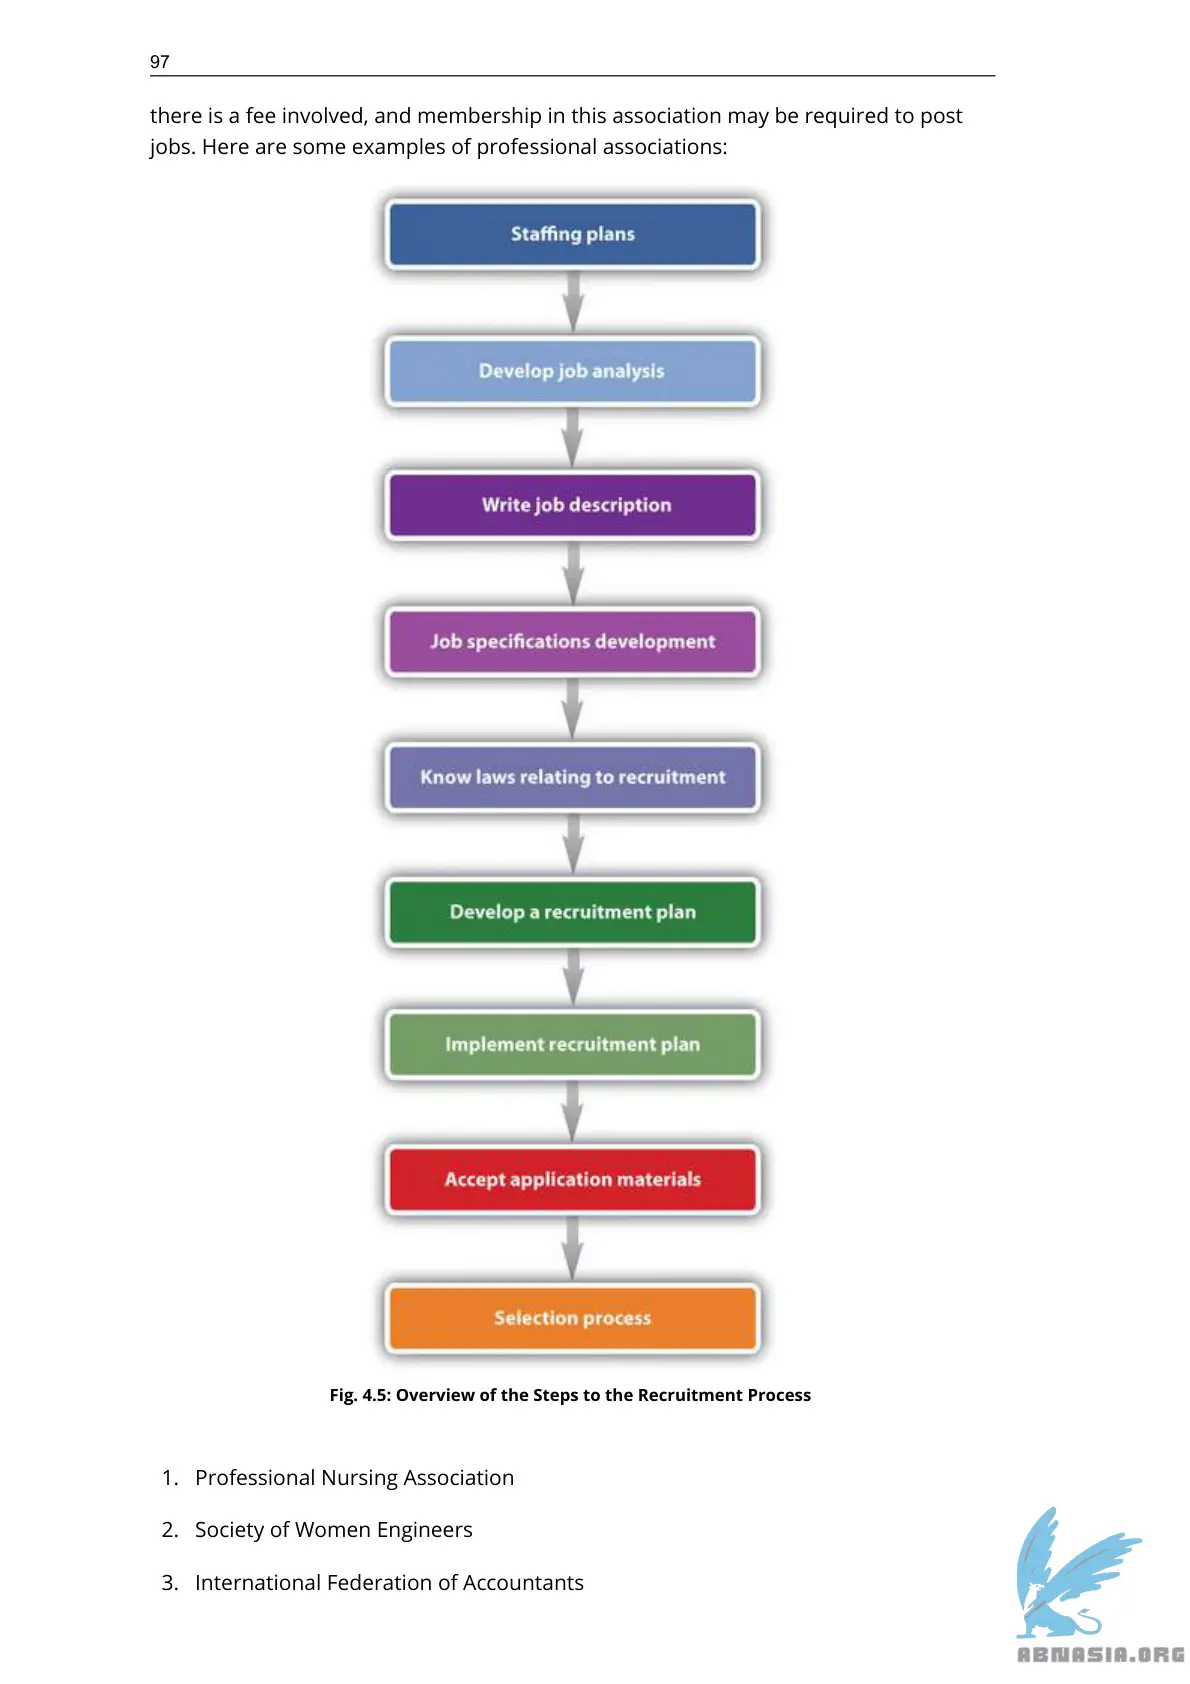 97
there is a fee involved, and membership in this association may be required to post
jobs. Here are some examples of professional associations:
Staffing plans
Develop job analysis
Write job description
Job specifications development
Know laws relating to recruitment
Develop a recruitment plan
Implement recruitment plan
Accept application materials
Selection process
Fig. 4.5: Overview of the Steps to the Recruitment Process
1. Professional Nursing Association
2. Society of Women Engineers
3. International Federation of Accountants
ABNASIA.ORG